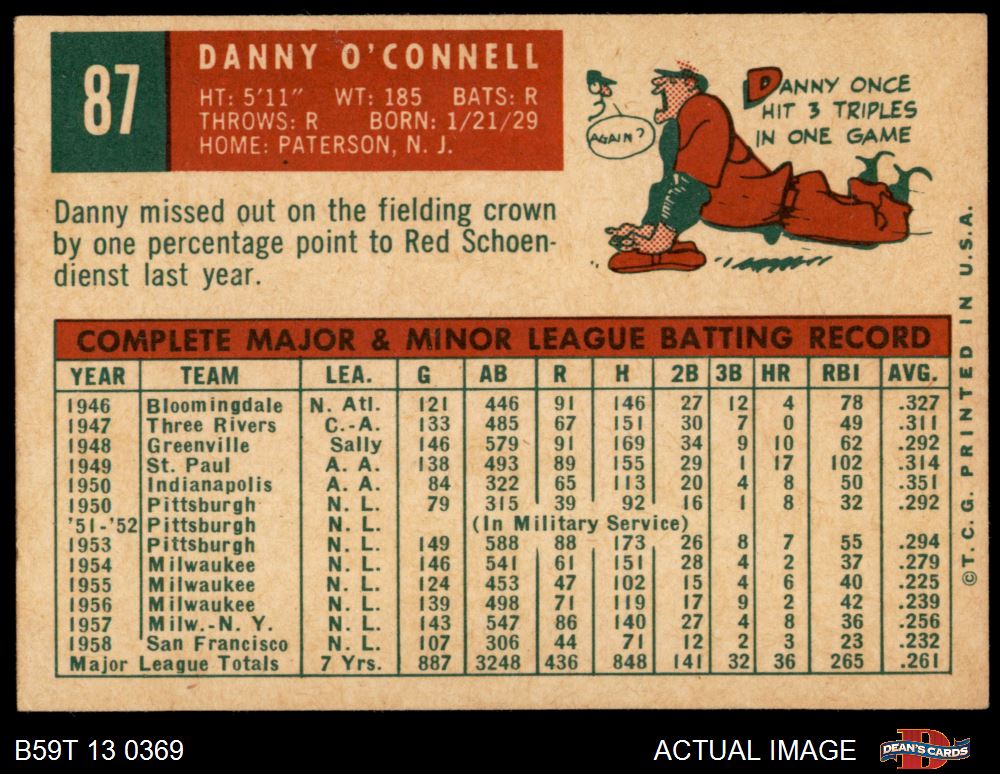 87
DANNY O'CONNELL
HT: 5'11" WT: 185 BATS: R
THROWS: R BORN: 1/21/29
HOME: PATERSON, N. J.
AGAIN?
DANNY ONCE
HIT 3 TRIPLES
IN ONE GAME
Danny missed out on the fielding crown
by one percentage point to Red Schoen-
dienst last year.
COMPLETE MAJOR & MINOR LEAGUE BATTING RECORD
YEAR TEAM LEA. G AB R H 2B 3B HR RBI AVG.
1946 Bloomingdale N. Atl. 121 446 91 146 27 12 4 78 .327
1947 Three Rivers C.-A. 133 485 67 151 30 7 0 49 .311
1948 Greenville Sally 146 579 91 169 34 9 10 62 .292
1949 St. Paul A. A. 138 493 89 155 29 1 17 102 .314
1950 Indianapolis A. A. 84 322 65 113 20 4 8 50 .351
1950 Pittsburgh N. L. 79 315 39 92 16 1 8 32 .292
'51-'52 Pittsburgh N. L. (In Military Service)
1953 Pittsburgh N. L. 149 588 88 173 26 8 7 55 .294
1954 Milwaukee N. L. 146 541 61 151 28 4 2 37 .279
1955 Milwaukee N. L. 124 453 47 102 15 4 6 40 .225
1956 Milwaukee N. L. 139 498 71 119 17 9 2 42 .239
1957 Milw.-N. Y. N. L. 143 547 86 140 27 4 8 36 .256
1958 San Francisco N. L. 107 306 44 71 12 2 3 23 .232
Major League Totals 7 Yrs. 887 3248 436 848 141 32 36 265 .261
© T. C. G. PRINTED IN U.S.A.
B59T 13 0369
ACTUAL IMAGE
DEAN'S CARDS